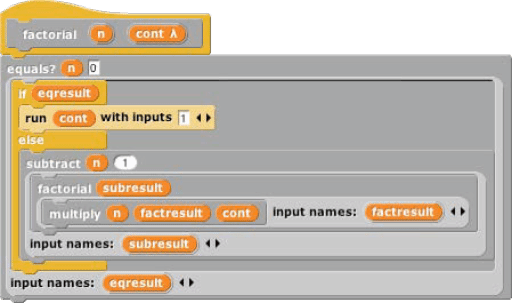 factorial n cont λ
equals? n 0
if eqresult
run cont with inputs 1
else
subtract n 1
factorial subresult
multiply n factresult cont input names: factresult
input names: subresult
input names: eqresult